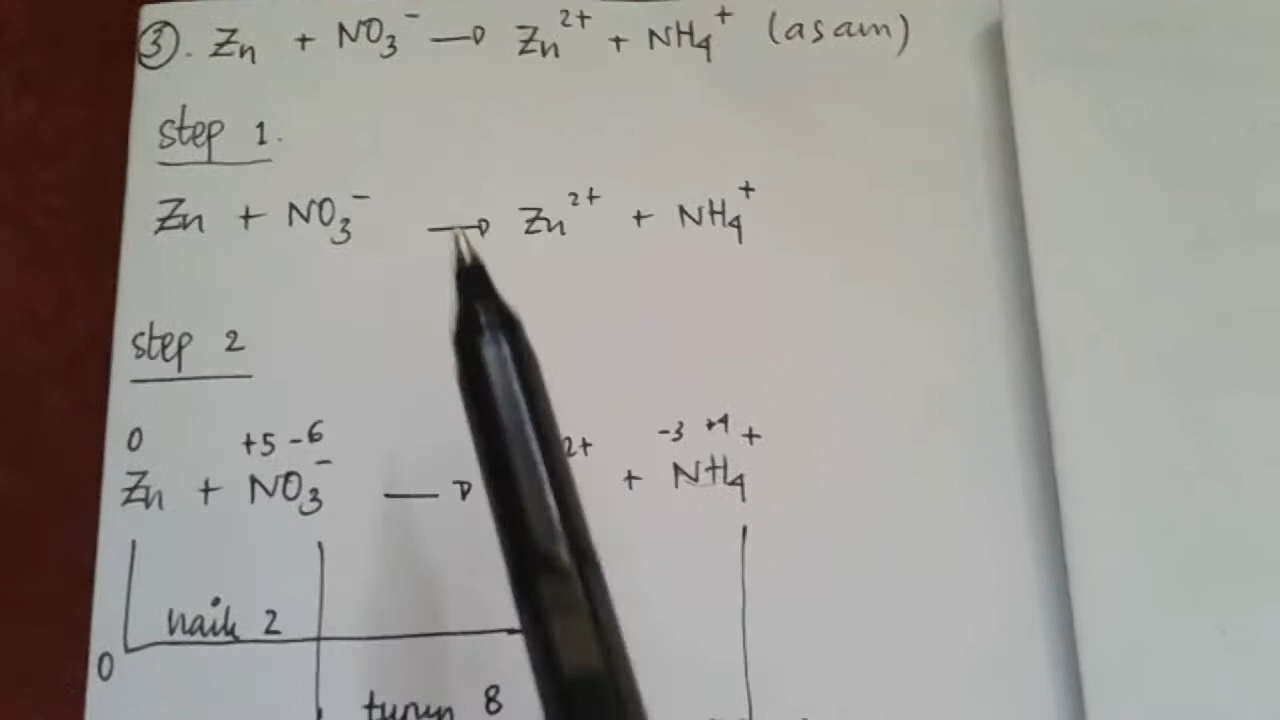 ③. Zn + NO₃⁻ → Zn²⁺ + NH₄⁺ (asam)
step 1.
Zn + NO₃⁻ → Zn²⁺ + NH₄⁺
step 2
0 +5 -6 2+ -3 +4 +
Zn + NO₃⁻ → + NH₄
naik 2
0
turun 8